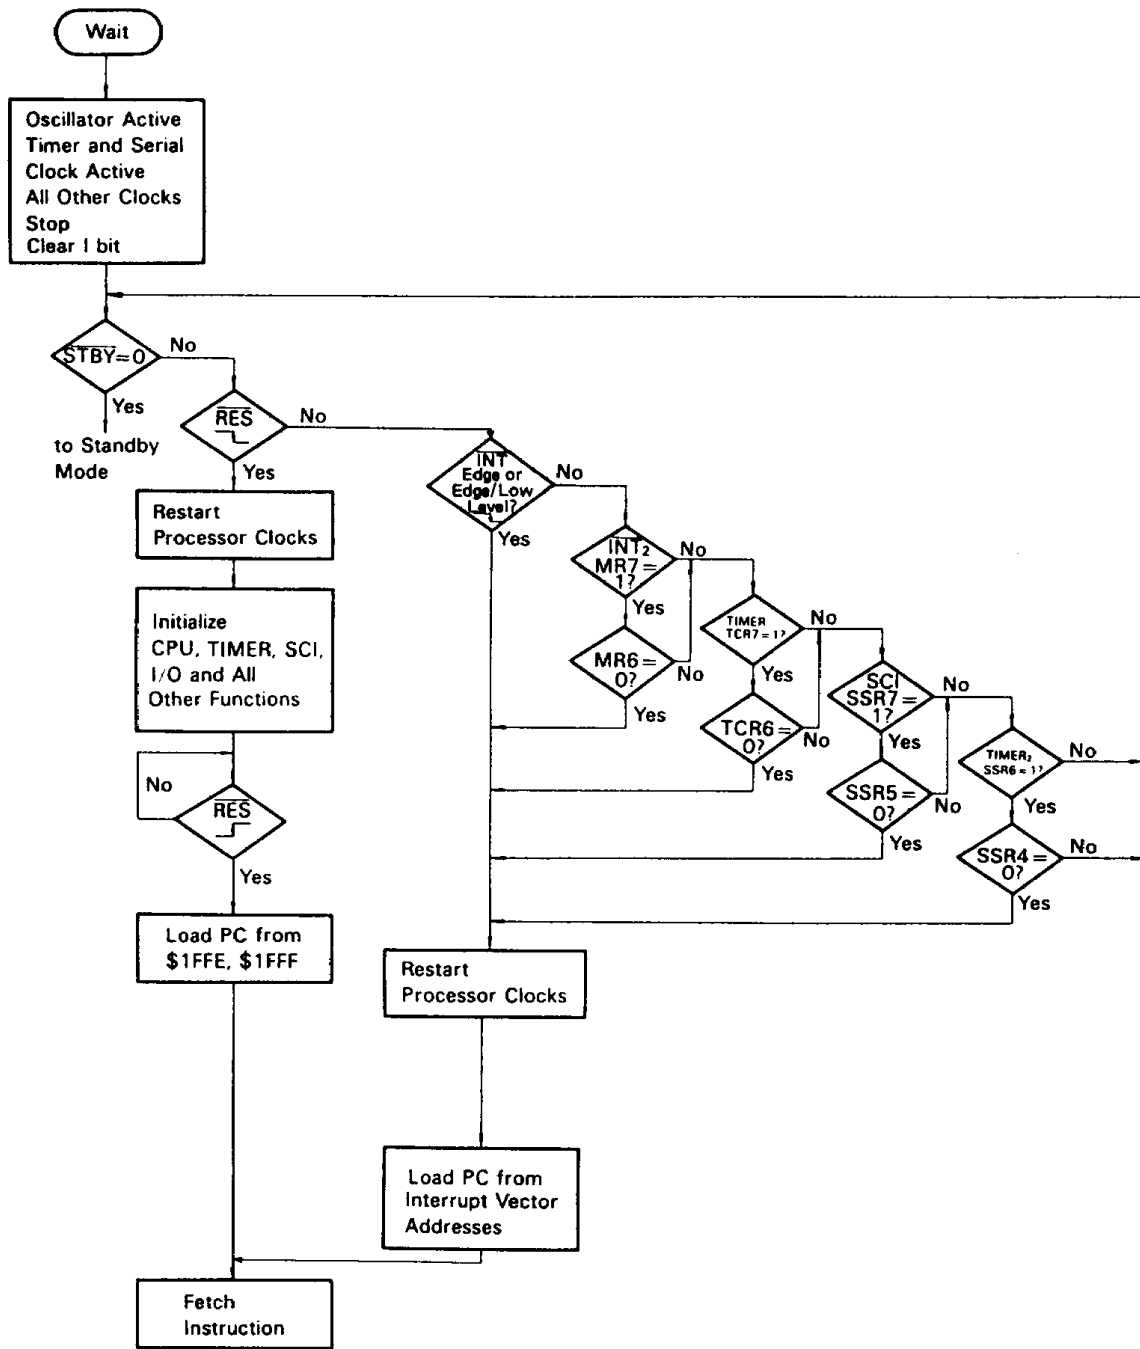 Wait
Oscillator Active
Timer and Serial
Clock Active
All Other Clocks
Stop
Clear I bit
STBY=0
No
Yes
to Standby
Mode
RES
No
Yes
Restart
Processor Clocks
Initialize
CPU, TIMER, SCI,
I/O and All
Other Functions
No
RES
Yes
Load PC from
$1FFE, $1FFF
INT
Edge or
Edge/Low
Level?
No
Yes
INT₂
MR7=
1?
No
Yes
MR6=
0?
No
Yes
TIMER
TCR7=1?
No
Yes
TCR6=
0?
No
Yes
SCI
SSR7=
1?
No
Yes
SSR5=
0?
No
Yes
TIMER₂
SSR6=1?
No
Yes
SSR4=
0?
No
Yes
Restart
Processor Clocks
Load PC from
Interrupt Vector
Addresses
Fetch
Instruction